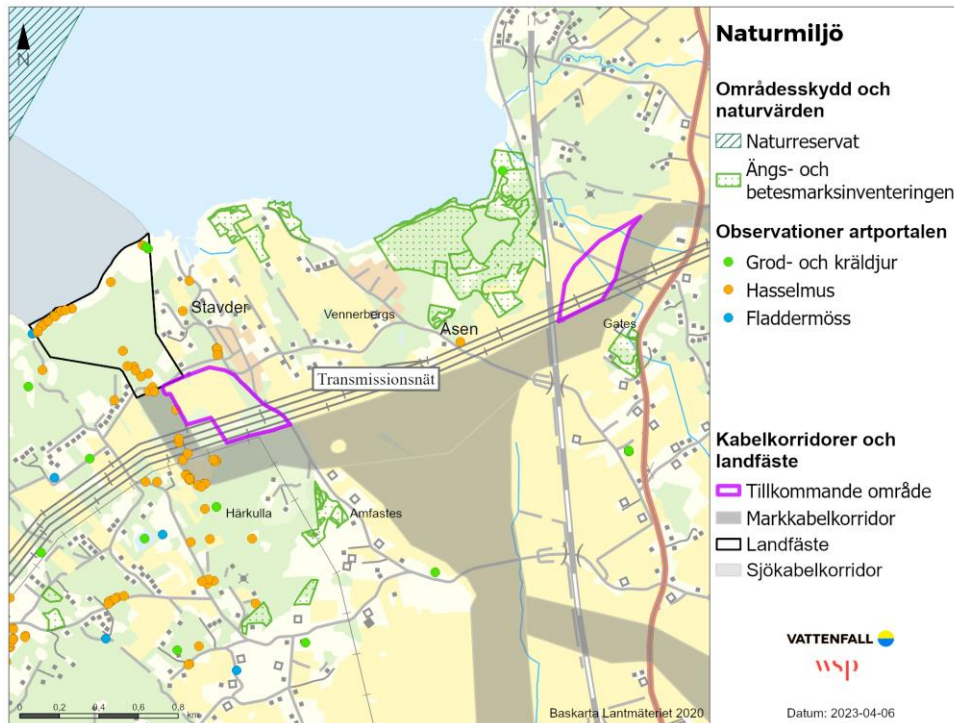 N
Stavder
Vennerbergs
Åsen
Gates
Transmissionsnät
Härkulla
Amfastes
0 0,2 0,4 0,6 0,8
km
Baskarta Lantmäteriet 2020
Naturmiljö
Områdesskydd och
naturvärden
Naturreservat
Ängs- och
betesmarksinventeringen
Observationer artportalen
Grod- och kräldjur
Hasselmus
Fladdermöss
Kabelkorridorer och
landfäste
Tillkommande område
Markkabelkorridor
Landfäste
Sjökabelkorridor
VATTENFALL
wsp
Datum: 2023-04-06